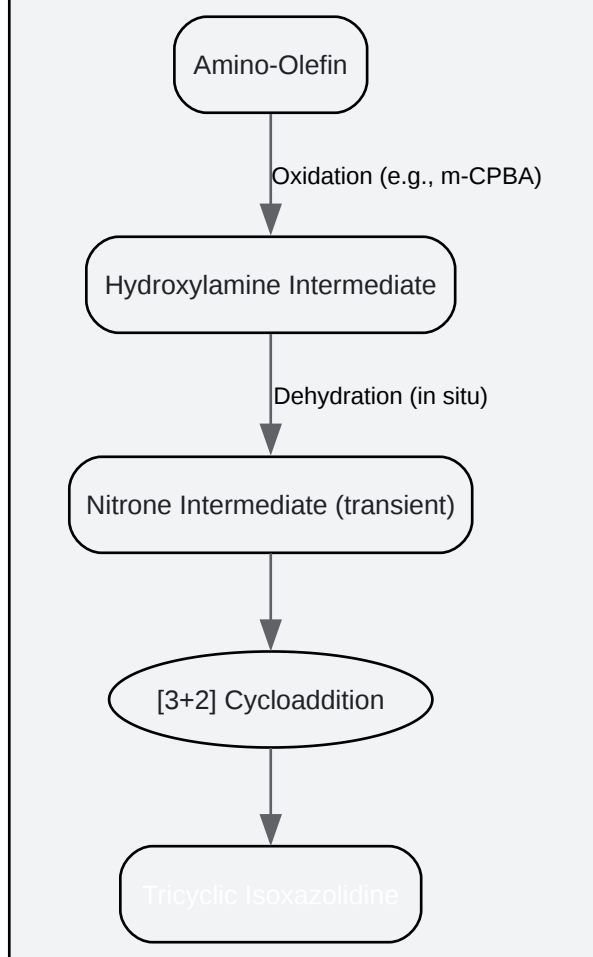 Amino-Olefin
Oxidation (e.g., m-CPBA)
Hydroxylamine Intermediate
Dehydration (in situ)
Nitrone Intermediate (transient)
[3+2] Cycloaddition
Tricyclic Isoxazolidine